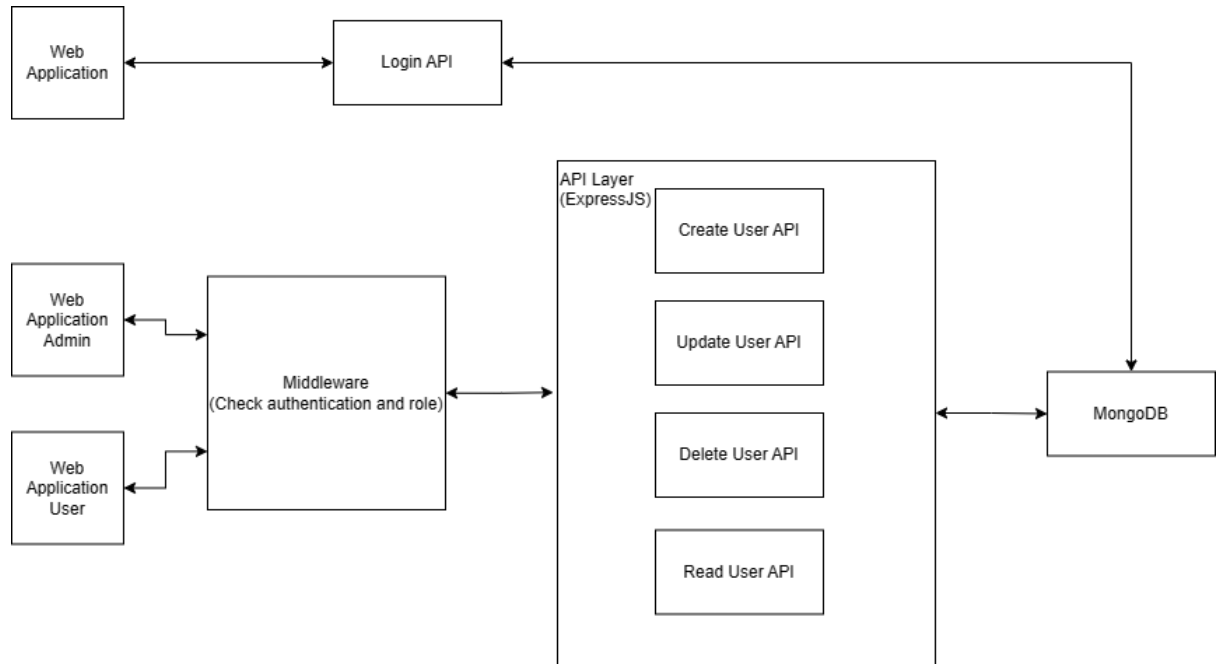 Web
Application
Login API
API Layer
(ExpressJS)
Create User API
Web
Application
Admin
Middleware
(Check authentication and role)
Update User API
MongoDB
Web
Application
User
Delete User API
Read User API